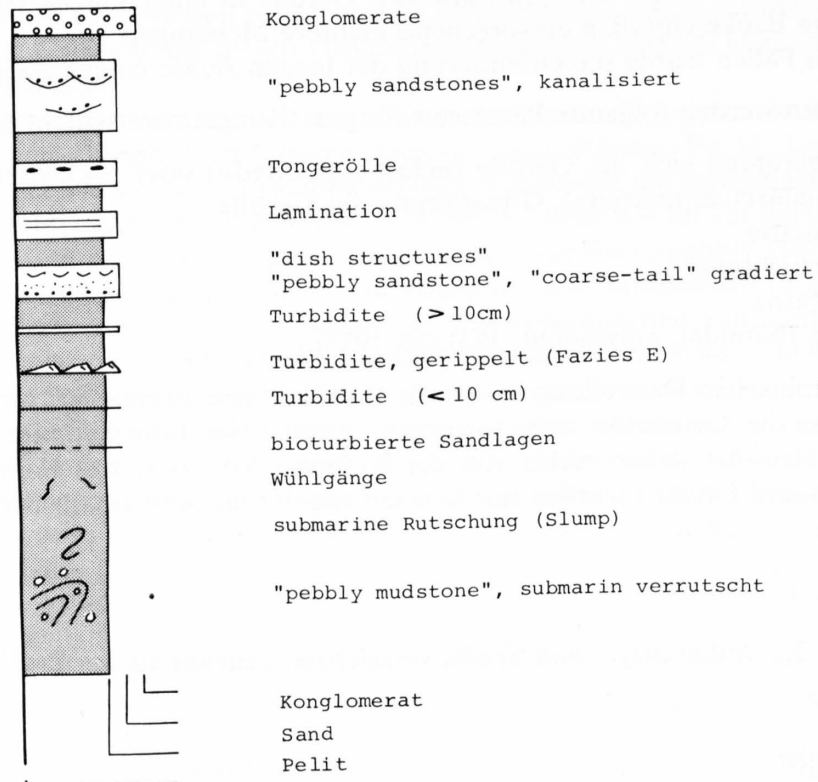 Konglomerate
"pebbly sandstones", kanalisiert
Tongerölle
Lamination
"dish structures"
"pebbly sandstone", "coarse-tail" gradiert
Turbidite (> 10cm)
Turbidite, gerippelt (Fazies E)
Turbidite (< 10 cm)
bioturbierte Sandlagen
Wühlgänge
submarine Rutschung (Slump)
"pebbly mudstone", submarin verrutscht
Konglomerat
Sand
Pelit